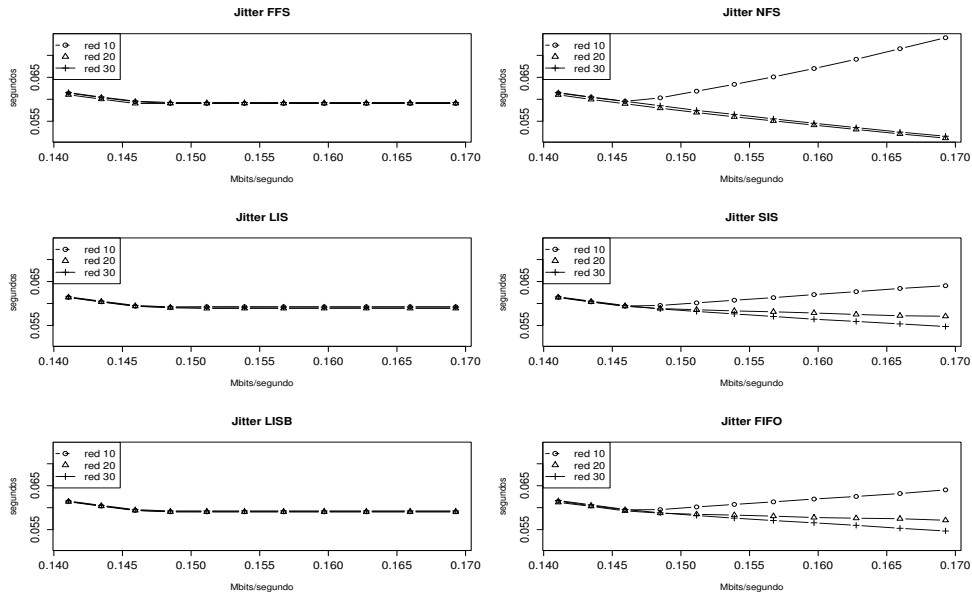 Jitter FFS
red 10
red 20
red 30
segundos
0.065
0.055
0.140 0.145 0.150 0.155 0.160 0.165 0.170
Mbits/segundo
Jitter NFS
red 10
red 20
red 30
segundos
0.065
0.055
0.140 0.145 0.150 0.155 0.160 0.165 0.170
Mbits/segundo
Jitter LIS
red 10
red 20
red 30
segundos
0.065
0.055
0.140 0.145 0.150 0.155 0.160 0.165 0.170
Mbits/segundo
Jitter SIS
red 10
red 20
red 30
segundos
0.065
0.055
0.140 0.145 0.150 0.155 0.160 0.165 0.170
Mbits/segundo
Jitter LISB
red 10
red 20
red 30
segundos
0.065
0.055
0.140 0.145 0.150 0.155 0.160 0.165 0.170
Mbits/segundo
Jitter FIFO
red 10
red 20
red 30
segundos
0.065
0.055
0.140 0.145 0.150 0.155 0.160 0.165 0.170
Mbits/segundo